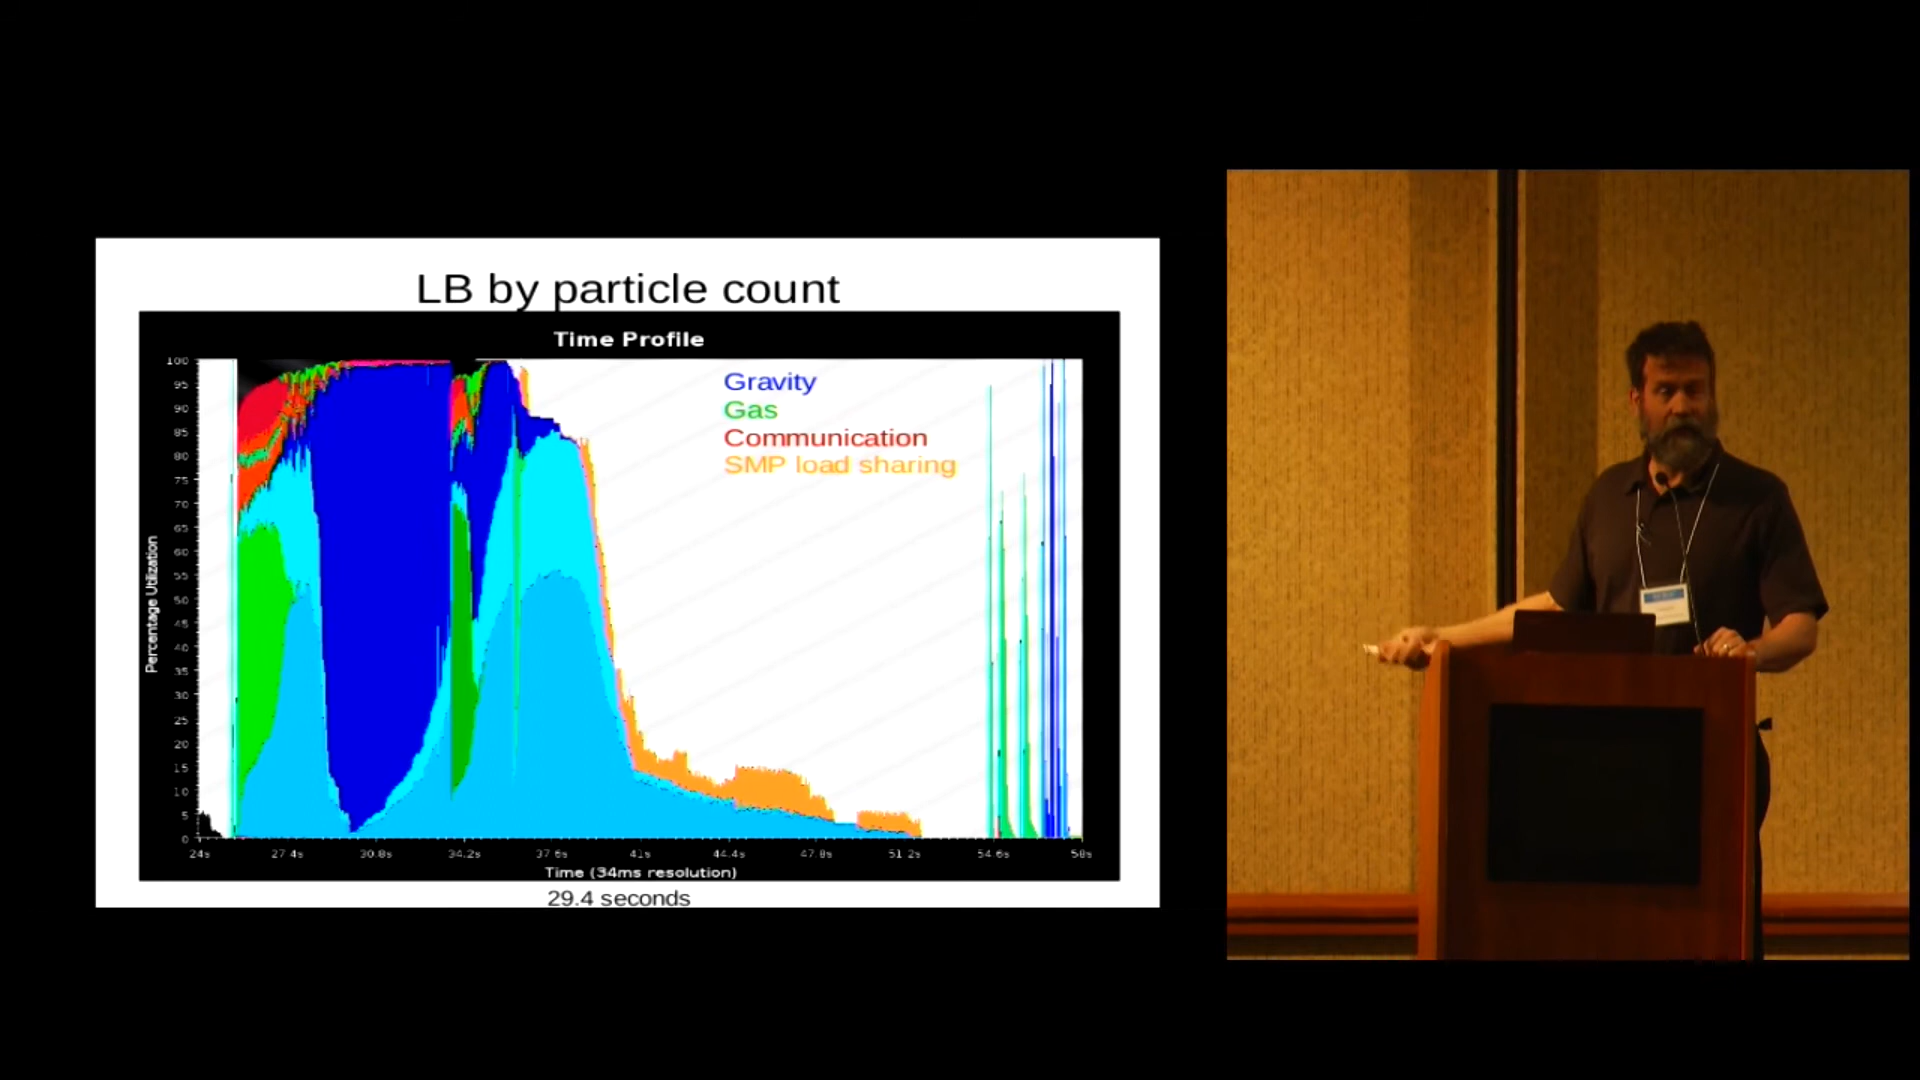 LB by particle count
Time Profile
Gravity
Gas
Communication
SMP load sharing
Percentage Utilization
100
95
90
85
80
75
70
65
60
55
50
45
40
35
30
25
20
15
10
5
0
24s 27.4s 30.8s 34.2s 37.6s 41s 44.4s 47.8s 51.2s 54.6s 58s
Time (34ms resolution)
29.4 seconds